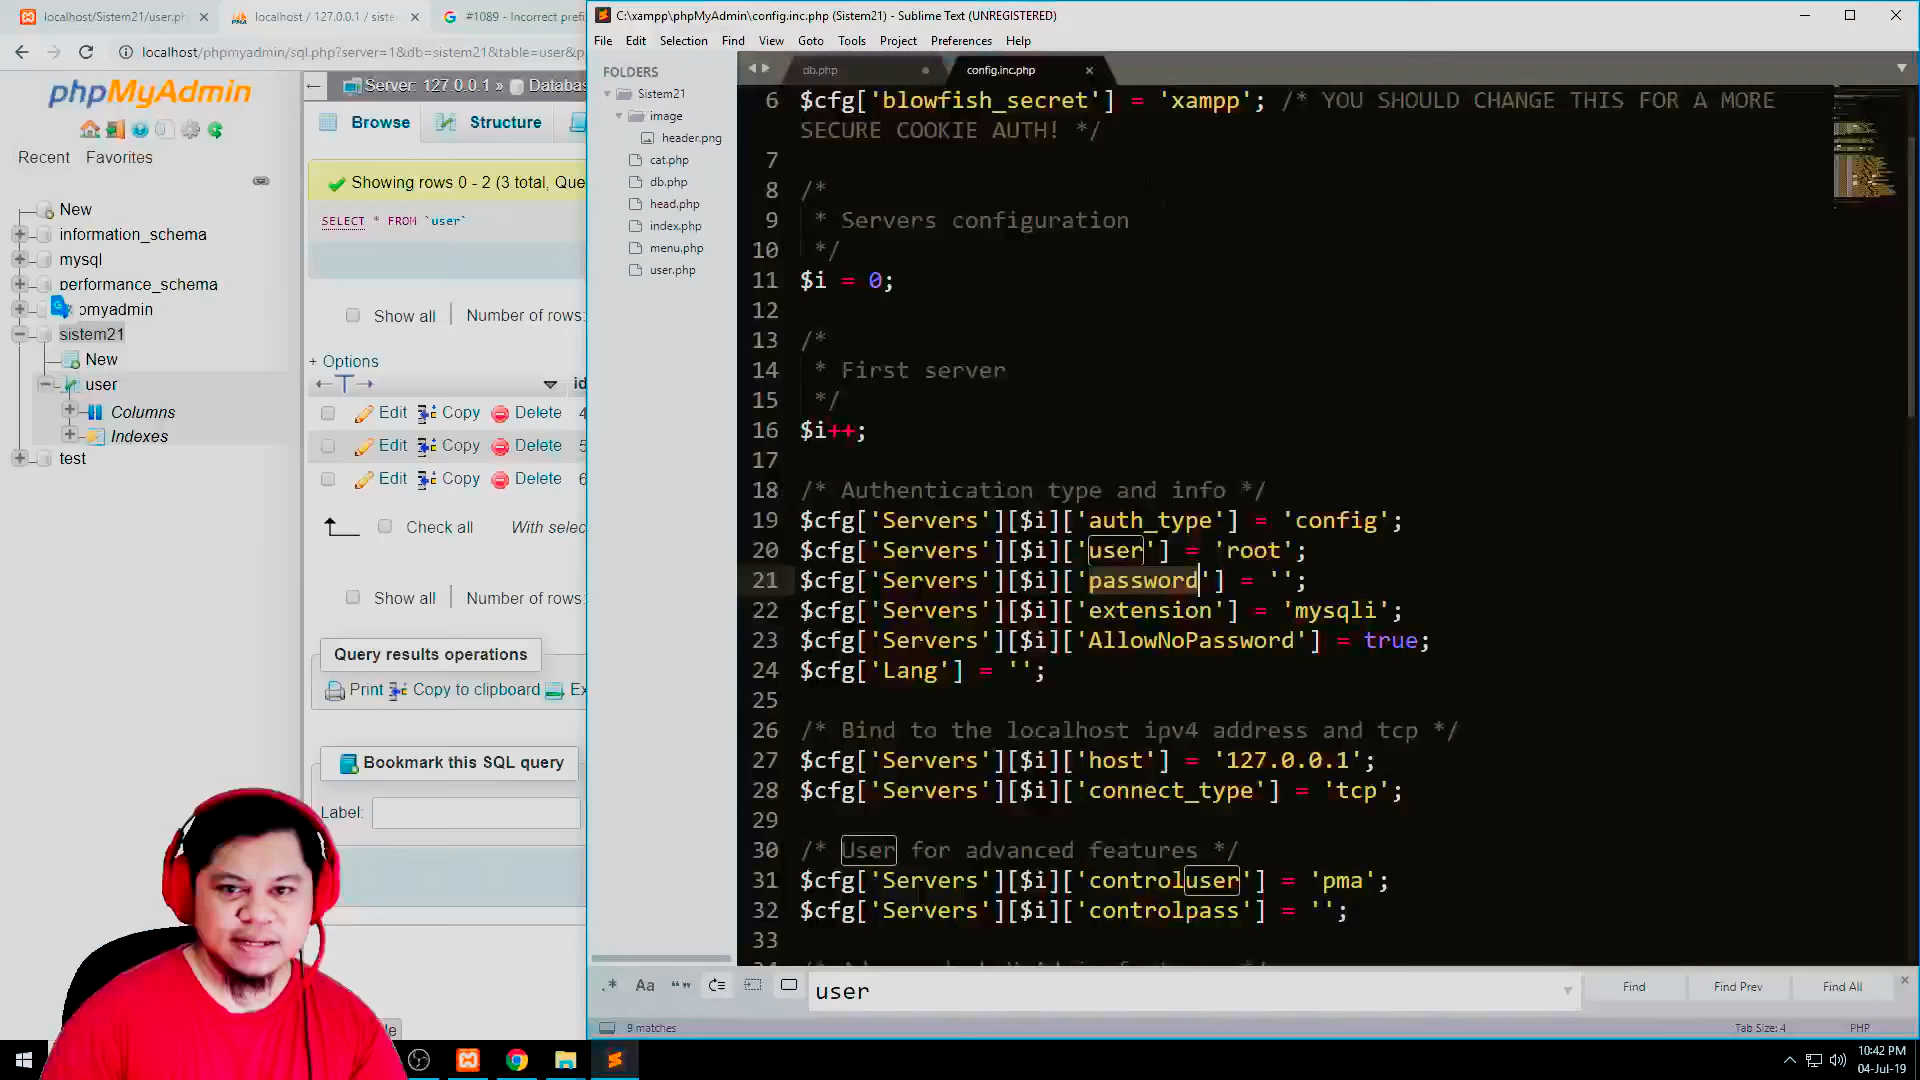 localhost/Sistem21/user.p
localhost / 127.0.0.1 / siste
#1089 - Incorrect prefi
localhost/phpmyadmin/sql.php?server=1&db=sistem21&table=user&p
phpMyAdmin
Recent
Favorites
New
information_schema
mysql
performance_schema
omyadmin
sistem21
New
user
Columns
Indexes
test
Server: 127.0.0.1 »
Databas
Browse
Structure
Showing rows 0 - 2 (3 total, Que
SELECT * FROM `user`
Show all
Number of rows:
+ Options
id
Edit
Copy
Delete
4
Edit
Copy
Delete
5
Edit
Copy
Delete
6
Check all
With selec
Show all
Number of rows:
Query results operations
Print
Copy to clipboard
Ex
Bookmark this SQL query
Label:
C:\xampp\phpMyAdmin\config.inc.php (Sistem21) - Sublime Text (UNREGISTERED)
File Edit Selection Find View Goto Tools Project Preferences Help
FOLDERS
Sistem21
image
header.png
cat.php
db.php
head.php
index.php
menu.php
user.php
db.php
config.inc.php
6 $cfg['blowfish_secret'] = 'xampp'; /* YOU SHOULD CHANGE THIS FOR A MORE
SECURE COOKIE AUTH! */
7
8 /*
9 * Servers configuration
10 */
11 $i = 0;
12
13 /*
14 * First server
15 */
16 $i++;
17
18 /* Authentication type and info */
19 $cfg['Servers'][$i]['auth_type'] = 'config';
20 $cfg['Servers'][$i]['user'] = 'root';
21 $cfg['Servers'][$i]['password'] = '';
22 $cfg['Servers'][$i]['extension'] = 'mysqli';
23 $cfg['Servers'][$i]['AllowNoPassword'] = true;
24 $cfg['Lang'] = '';
25
26 /* Bind to the localhost ipv4 address and tcp */
27 $cfg['Servers'][$i]['host'] = '127.0.0.1';
28 $cfg['Servers'][$i]['connect_type'] = 'tcp';
29
30 /* User for advanced features */
31 $cfg['Servers'][$i]['controluser'] = 'pma';
32 $cfg['Servers'][$i]['controlpass'] = '';
33
.*
Aa
“”
user
Find
Find Prev
Find All
9 matches
Tab Size: 4
PHP
10:42 PM
04-Jul-19